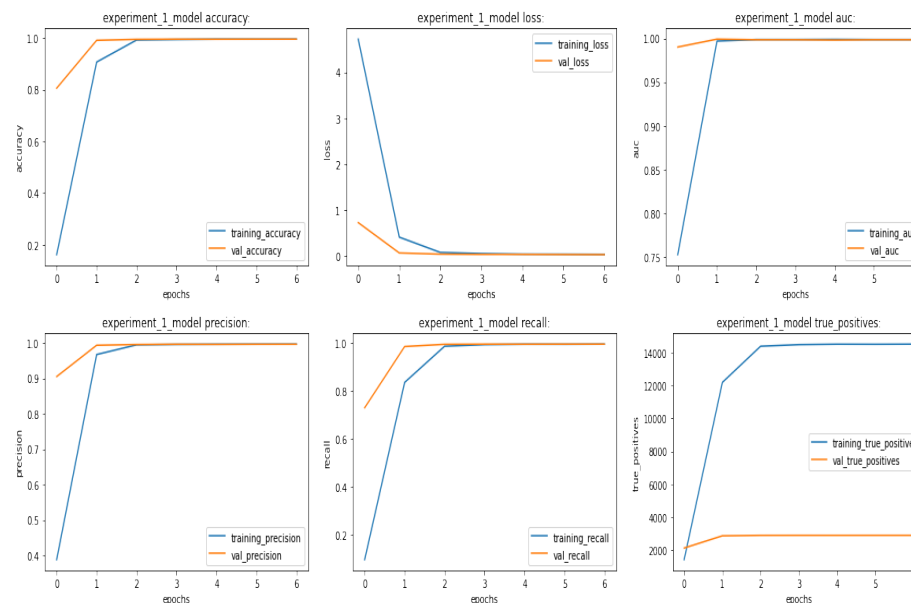 experiment_1_model accuracy:
1.0
0.8
0.6
0.4
0.2
accuracy
training_accuracy
val_accuracy
0 1 2 3 4 5 6
epochs
experiment_1_model loss:
4
3
2
1
0
loss
training_loss
val_loss
0 1 2 3 4 5 6
epochs
experiment_1_model auc:
1.00
0.95
0.90
0.85
0.80
0.75
auc
training_au
val_auc
0 1 2 3 4 5
epochs
experiment_1_model precision:
1.0
0.9
0.8
0.7
0.6
0.5
0.4
precision
training_precision
val_precision
0 1 2 3 4 5 6
epochs
experiment_1_model recall:
1.0
0.8
0.6
0.4
0.2
recall
training_recall
val_recall
0 1 2 3 4 5 6
epochs
experiment_1_model true_positives:
14000
12000
10000
8000
6000
4000
2000
true_positives
training_true_positive
val_true_positives
0 1 2 3 4 5
epochs